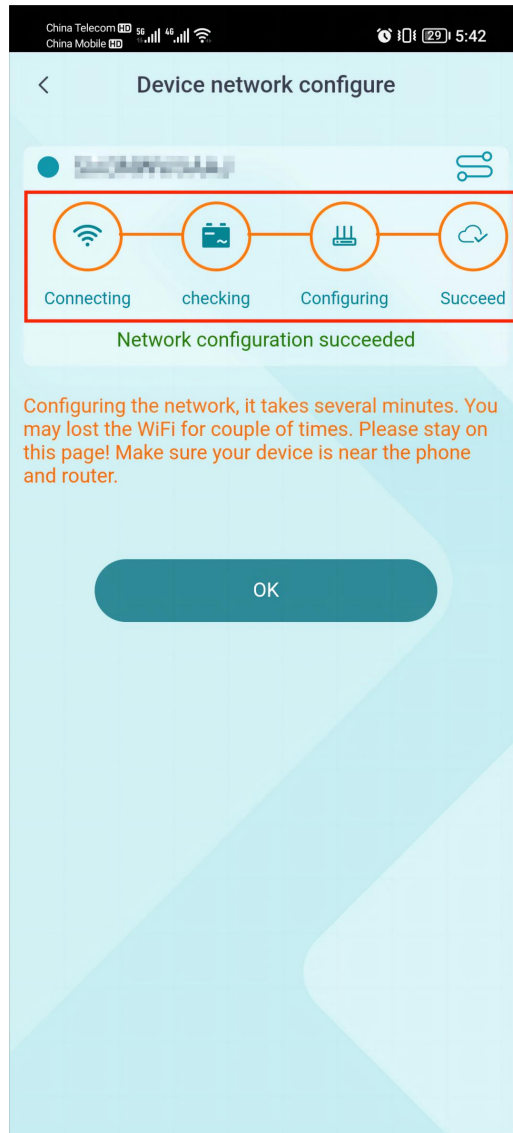 China Telecom HD 5G 4G 29 5:42
China Mobile HD
Device network configure
Connecting checking Configuring Succeed
Network configuration succeeded
Configuring the network, it takes several minutes. You
may lost the WiFi for couple of times. Please stay on
this page! Make sure your device is near the phone
and router.
OK